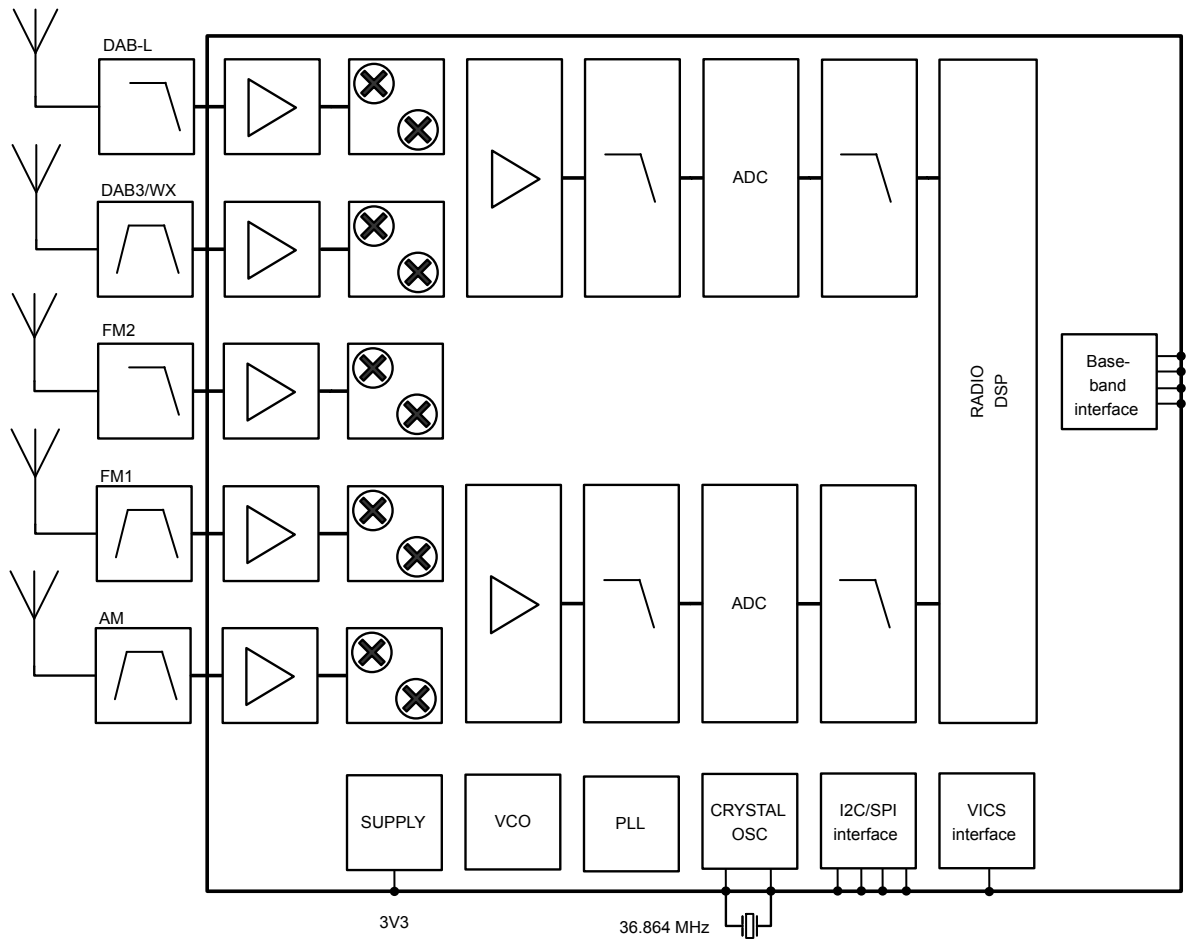 DAB-L
ADC
DAB3/WX
FM2
Base-
band
interface
RADIO
DSP
FM1
ADC
AM
SUPPLY
VCO
PLL
CRYSTAL
OSC
I2C/SPI
interface
VICS
interface
3V3
36.864 MHz